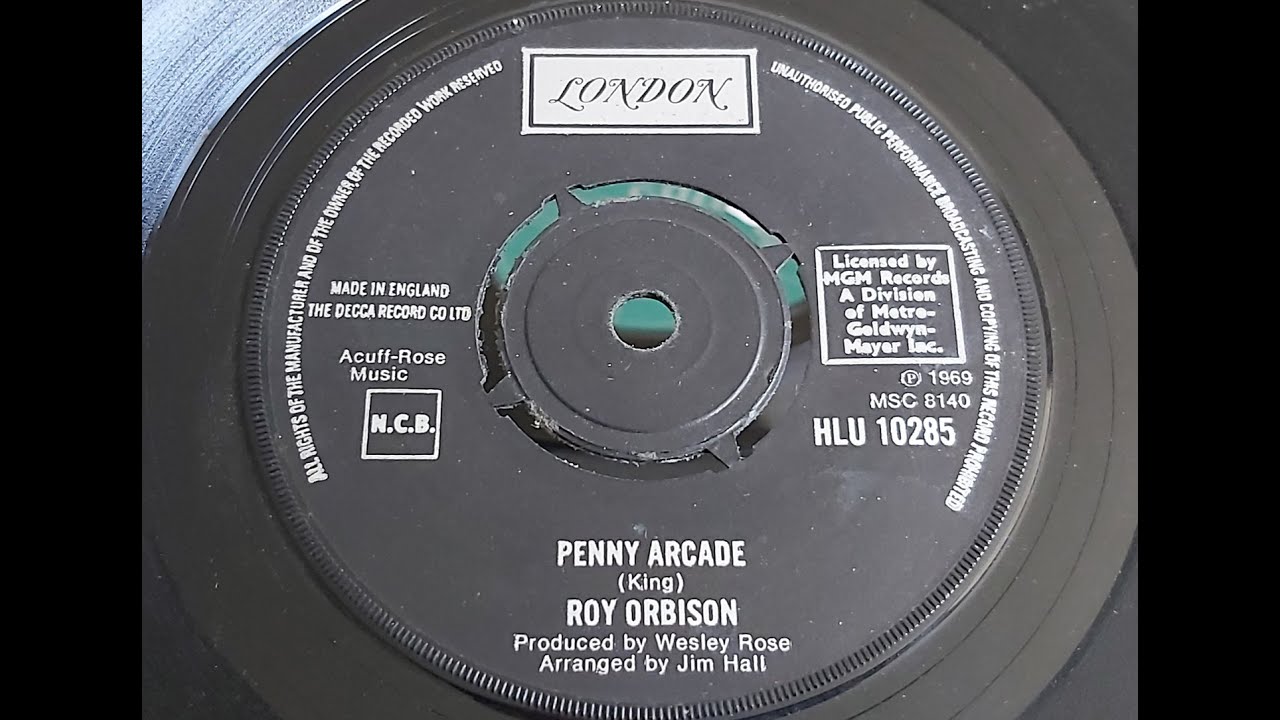 LONDON
ALL RIGHTS OF THE MANUFACTURER AND OF THE OWNER OF THE RECORDED WORK RESERVED
UNAUTHORISED PUBLIC PERFORMANCE BROADCASTING AND COPYING OF THIS RECORD PROHIBITED
MADE IN ENGLAND
THE DECCA RECORD CO LTD
Acuff-Rose
Music
N.C.B.
Licensed by
MGM Records
A Division
of Metro-
Goldwyn-
Mayer Inc.
℗ 1969
MSC 8140
HLU 10285
PENNY ARCADE
(King)
ROY ORBISON
Produced by Wesley Rose
Arranged by Jim Hall